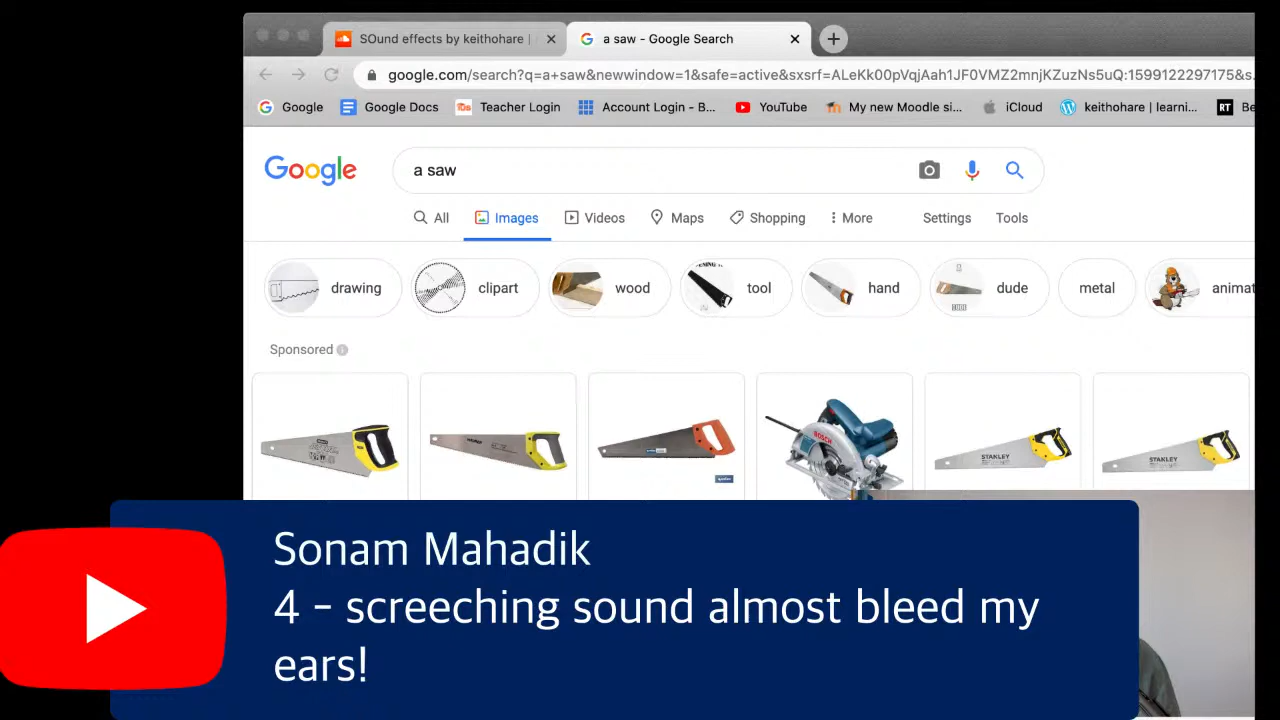 SOund effects by keithohare |
a saw - Google Search
google.com/search?q=a+saw&newwindow=1&safe=active&sxsrf=ALeKk00pVqjAah1JF0VMZ2mnjKZuzNs5uQ:1599122297175&s.
Google Google Docs Teacher Login Account Login - B... YouTube My new Moodle si... iCloud keithohare | learni... RT Be
Google a saw
All Images Videos Maps Shopping More Settings Tools
drawing clipart wood tool hand dude metal animat
Sponsored
BOSCH STANLEY STANLEY
Sonam Mahadik
4 - screeching sound almost bleed my
ears!